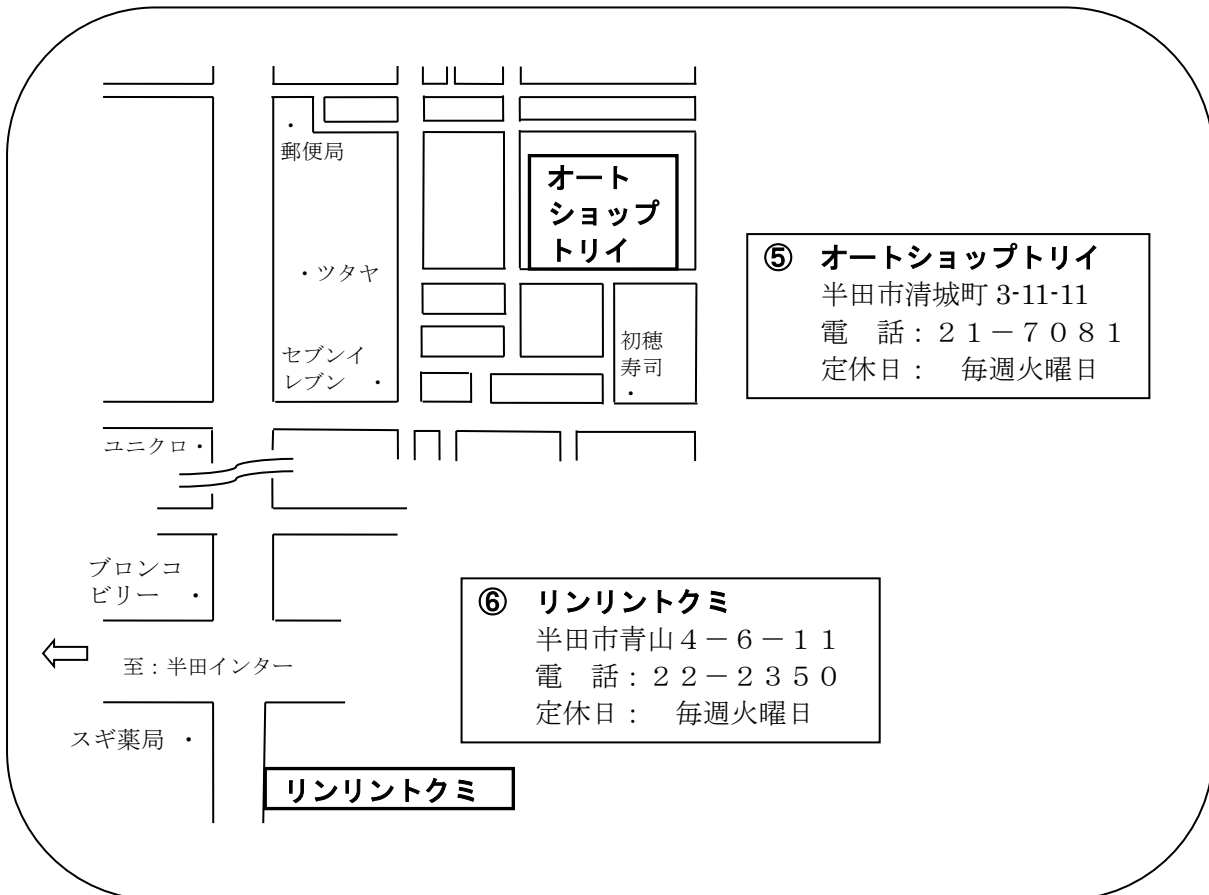 ・
郵便局
オート
ショップ
トリイ
・ツタヤ
⑤ オートショップトリイ
半田市清城町 3-11-11
電　話：２１－７０８１
定休日：　毎週火曜日
セブンイ
レブン ・
初穂
寿司
・
ユニクロ・
ブロンコ
ビリー ・
⑥ リンリントクミ
半田市青山４－６－１１
電　話：２２－２３５０
定休日：　毎週火曜日
至：半田インター
スギ薬局 ・
リンリントクミ